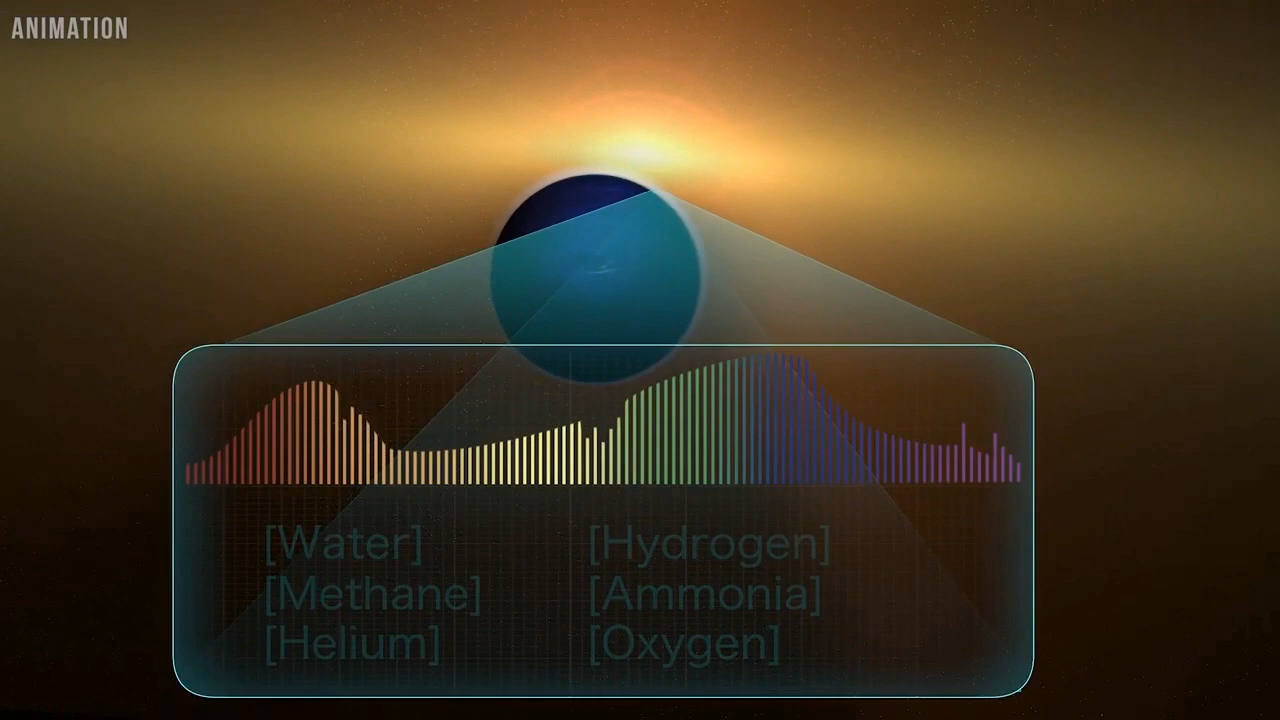 ANIMATION
[Water] [Hydrogen]
[Methane] [Ammonia]
[Helium] [Oxygen]